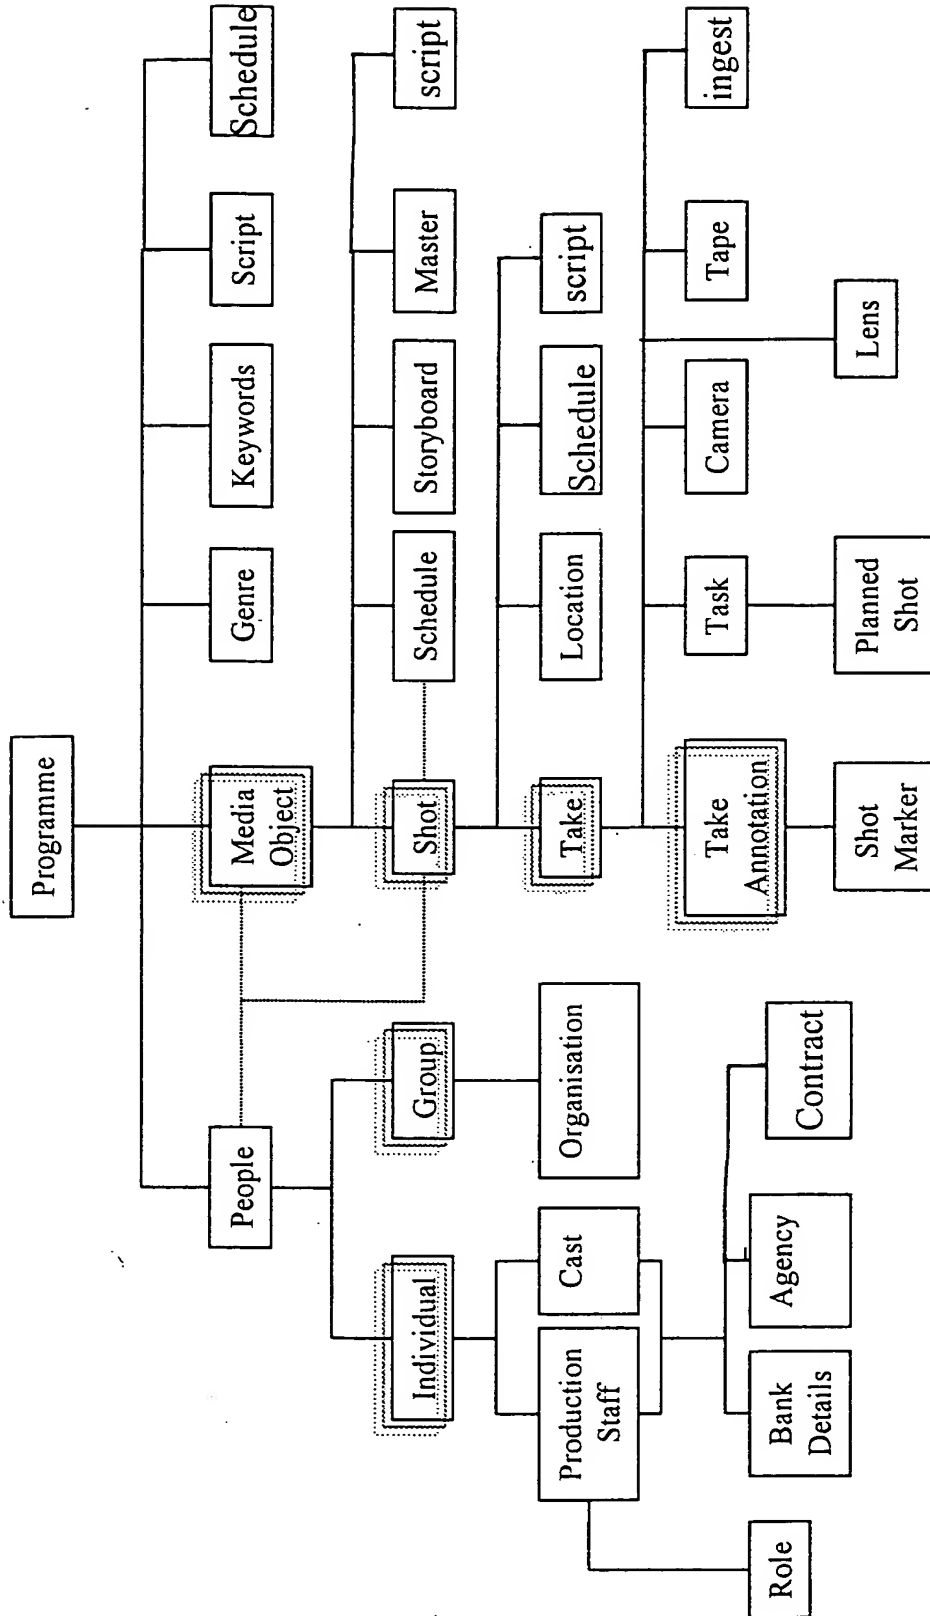 Programme
People
Media
Object
Genre
Keywords
Script
Schedule
Individual
Group
Shot
Schedule
Storyboard
Master
script
Production
Staff
Cast
Organisation
Take
Location
Schedule
script
Take
Annotation
Task
Camera
Tape
ingest
Role
Bank
Details
Agency
Contract
Shot
Marker
Planned
Shot
Lens